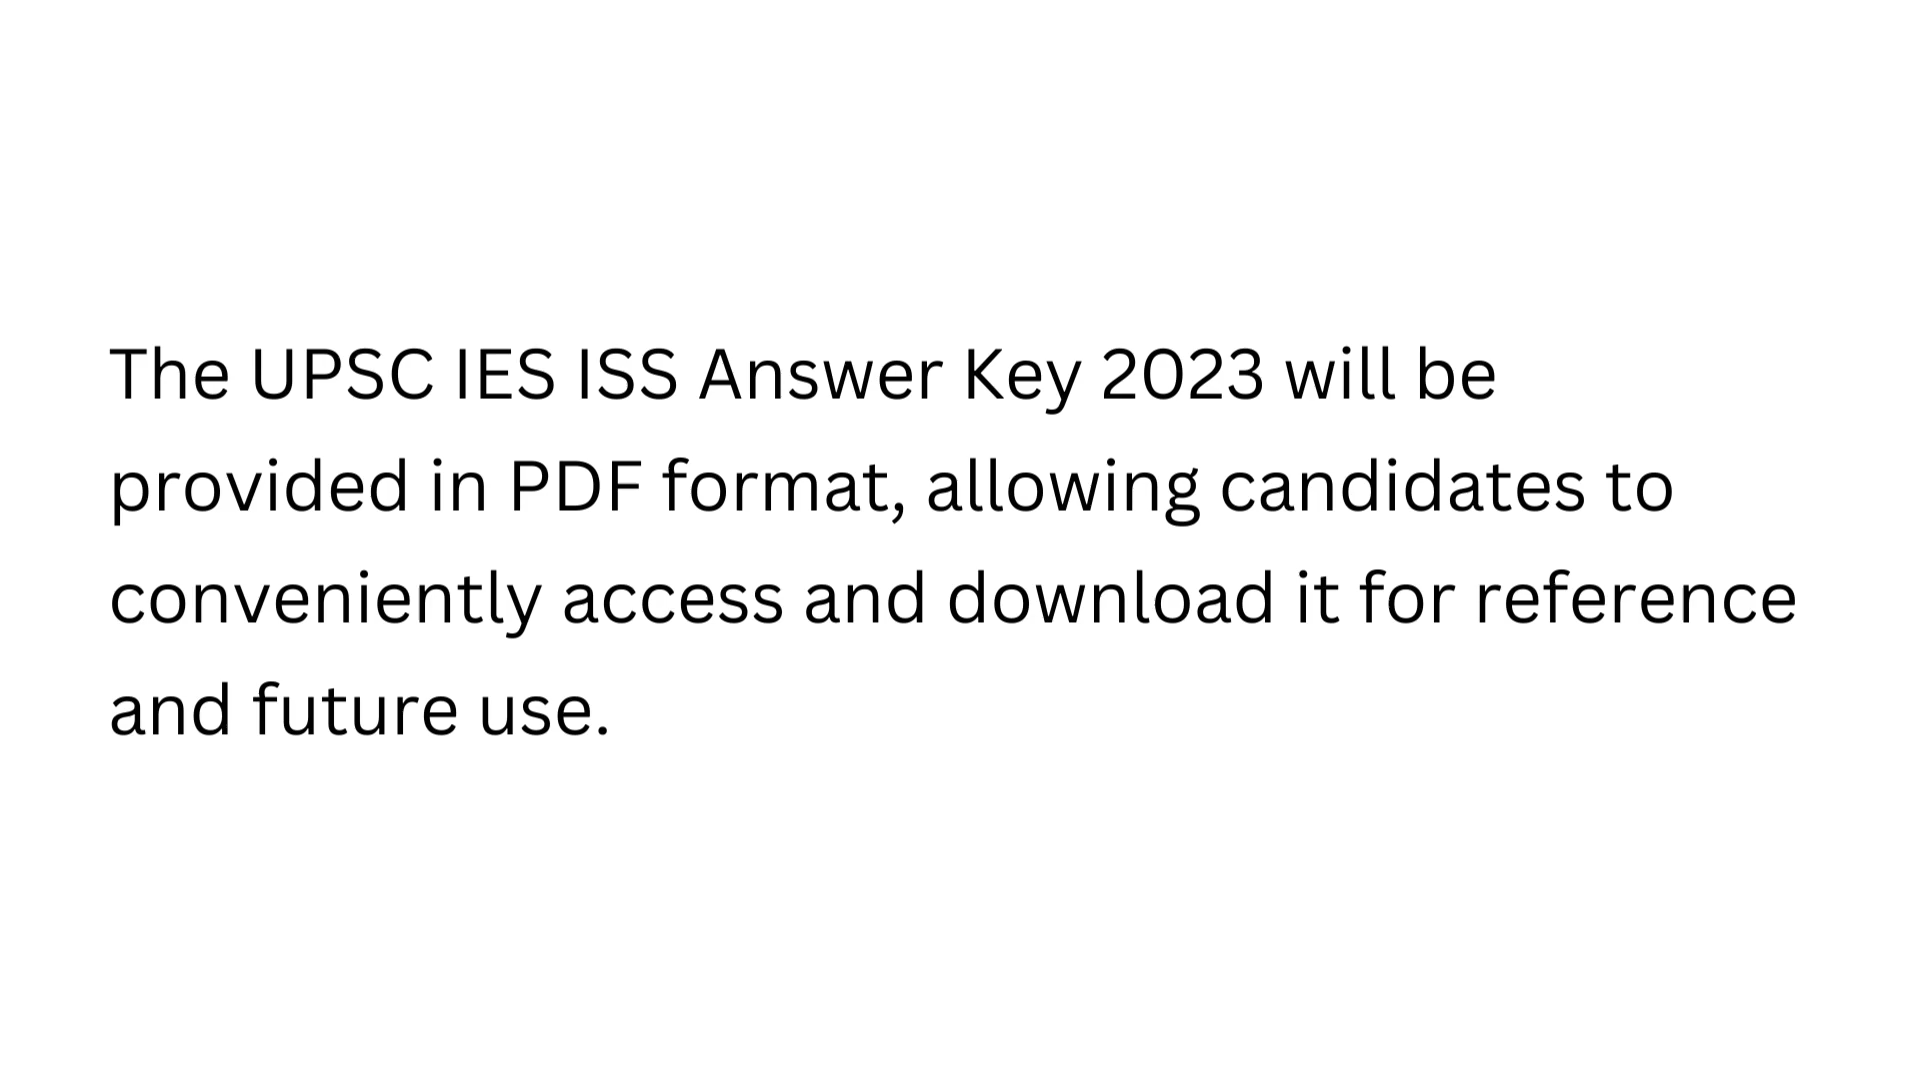 The UPSC IES ISS Answer Key 2023 will be
provided in PDF format, allowing candidates to
conveniently access and download it for reference
and future use.